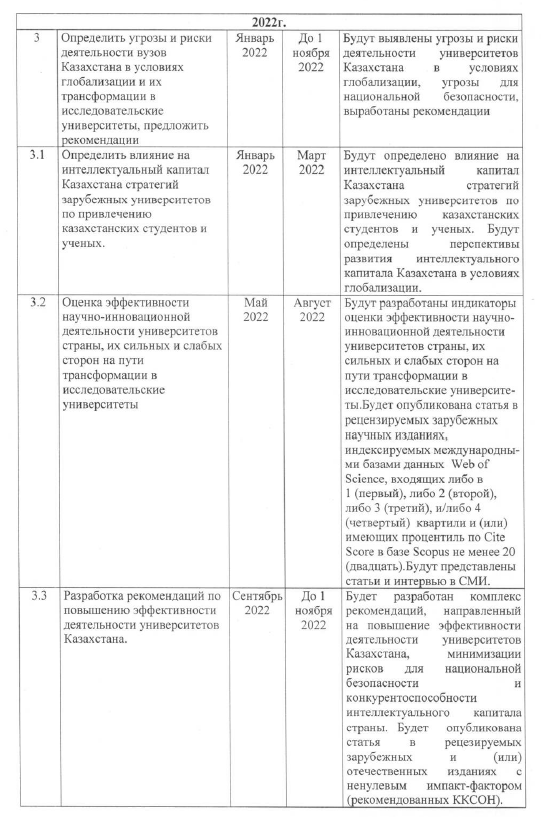 2022г.
3
Определить угрозы и риски
деятельности вузов
Казахстана в условиях
глобализации и их
трансформации в
исследовательские
университеты, предложить
рекомендации
Январь
2022
До 1
ноября
2022
Будут выявлены угрозы и риски
деятельности университетов
Казахстана в условиях
глобализации, угрозы для
национальной безопасности,
выработаны рекомендации
3.1
Определить влияние на
интеллектуальный капитал
Казахстана стратегий
зарубежных университетов
по привлечению
казахстанских студентов и
ученых.
Январь
2022
Март
2022
Будут определено влияние на
интеллектуальный капитал
Казахстана стратегий
зарубежных университетов по
привлечению казахстанских
студентов и ученых. Будут
определены перспективы
развития интеллектуального
капитала Казахстана в условиях
глобализации.
3.2
Оценка эффективности
научно-инновационной
деятельности университетов
страны, их сильных и слабых
сторон на пути
трансформации в
исследовательские
университеты
Май
2022
Август
2022
Будут разработаны индикаторы
оценки эффективности научно-
инновационной деятельности
университетов страны, их
сильных и слабых сторон на
пути трансформации в
исследовательские университе-
ты.Будет опубликована статья в
рецензируемых зарубежных
научных изданиях,
индексируемых международны-
ми базами данных Web of
Science, входящих либо в
1 (первый), либо 2 (второй),
либо 3 (третий), и/либо 4
(четвертый) квартили и (или)
имеющих процентиль по Cite
Score в базе Scopus не менее 20
(двадцать).Будут представлены
статьи и интервью в СМИ.
3.3
Разработка рекомендаций по
повышению эффективности
деятельности университетов
Казахстана.
Сентябрь
2022
До 1
ноября
2022
Будет разработан комплекс
рекомендаций, направленный
на повышение эффективности
деятельности университетов
Казахстана, минимизации
рисков для национальной
безопасности и
конкурентоспособности
интеллектуального капитала
страны. Будет опубликована
статья в рецезируемых
зарубежных и (или)
отечественных изданиях с
ненулевым импакт-фактором
(рекомендованных ККСОН).